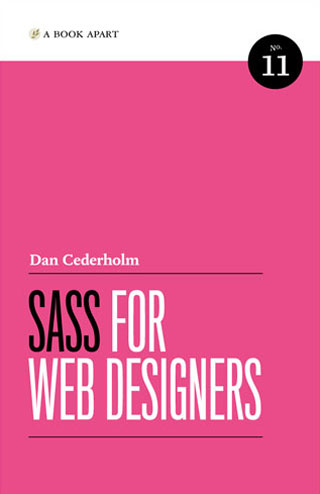 A BOOK APART
No.
11
Dan Cederholm
SASS FOR
WEB DESIGNERS